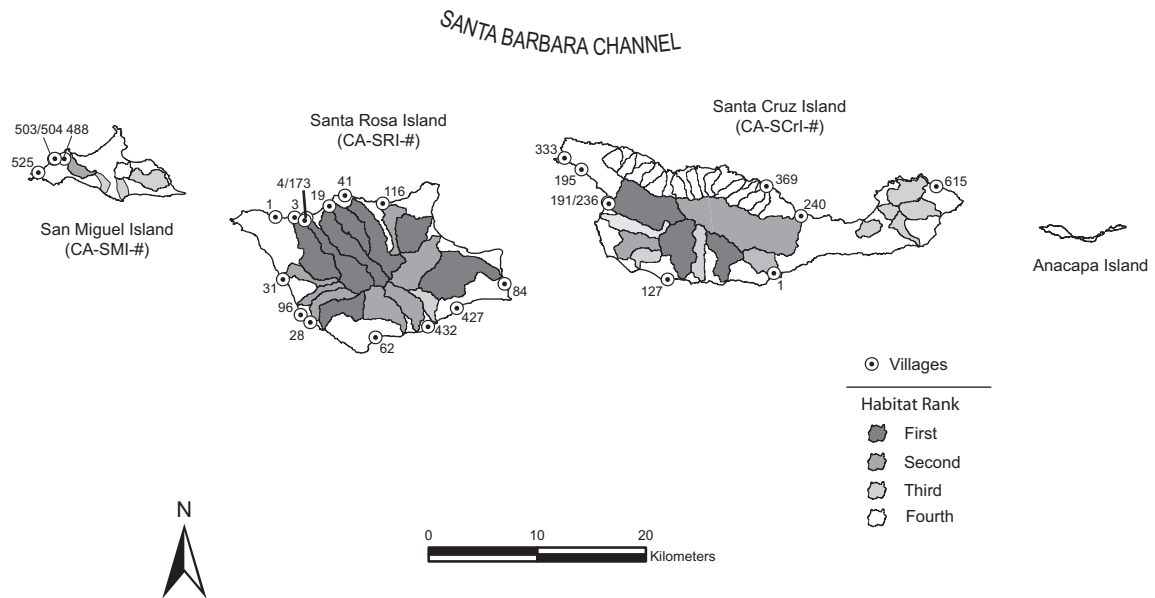 SANTA BARBARA CHANNEL
Santa Cruz Island
(CA-SCrI-#)
Santa Rosa Island
(CA-SRI-#)
503/504 488
525
San Miguel Island
(CA-SMI-#)
4/173
19
41
116
1
3
31
96
28
62
432
427
84
333
195
191/236
369
240
615
127
1
Anacapa Island
Villages
Habitat Rank
First
Second
Third
Fourth
N
0 10 20
Kilometers